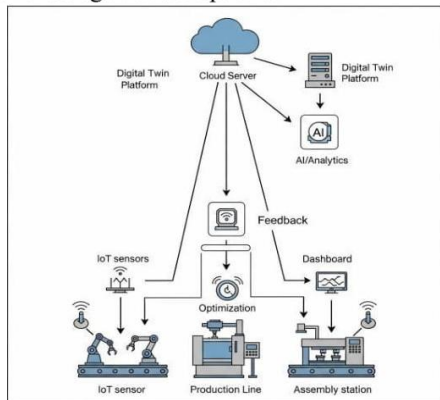 Digital Twin
Platform
Cloud Server
Digital Twin
Platform
AI
AI/Analytics
Feedback
IoT sensors
Dashboard
Optimization
IoT sensor
Production Line
Assembly station